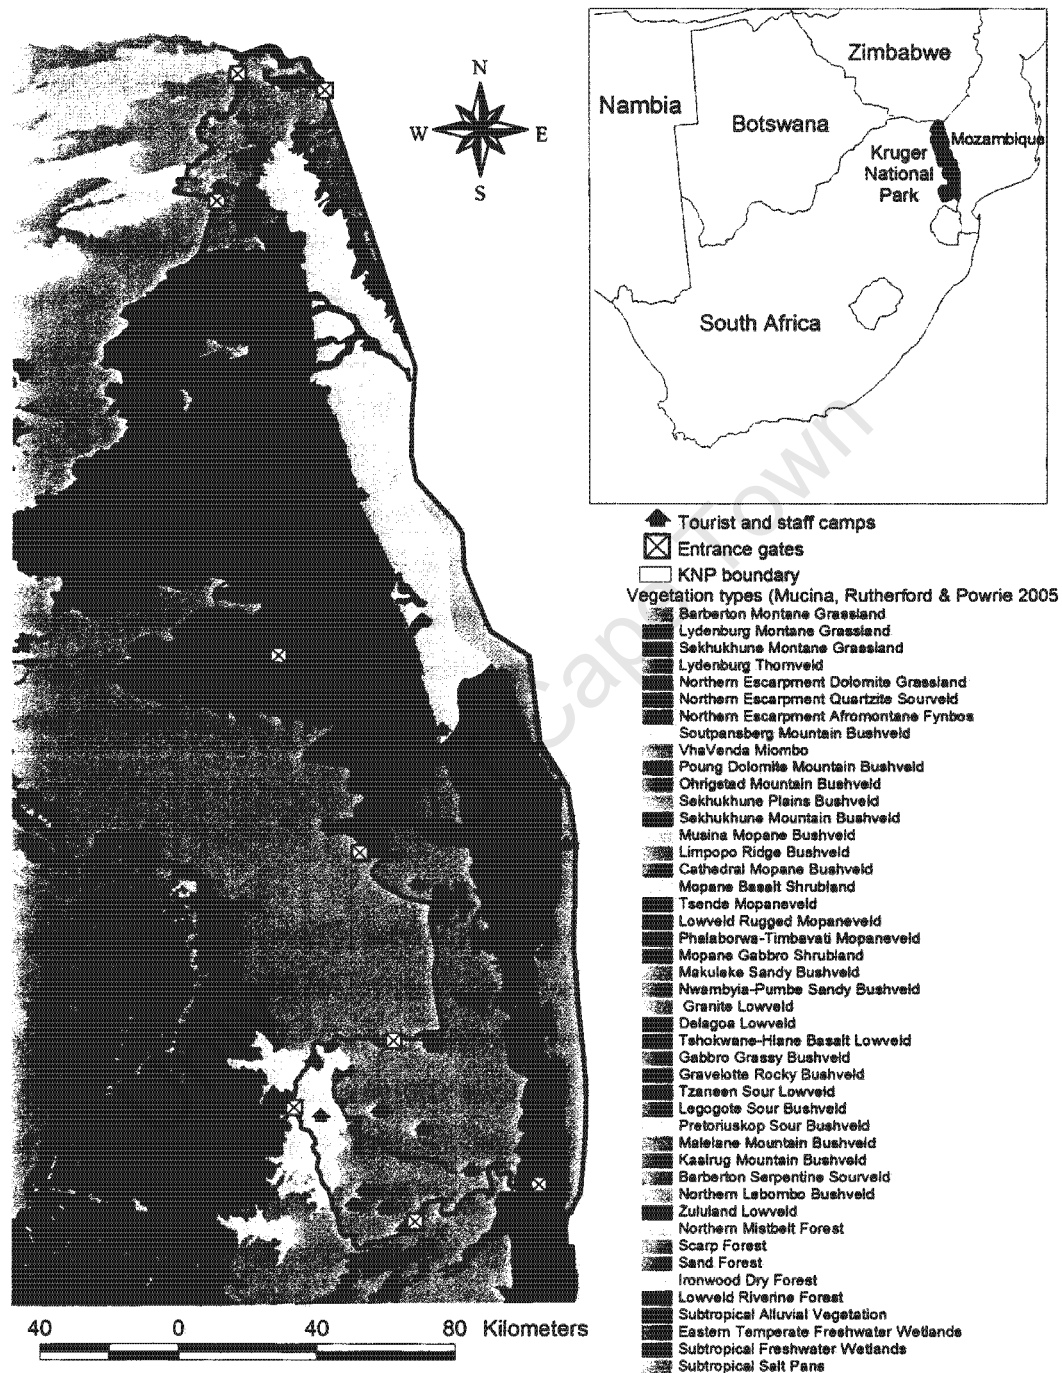 N
W E
S
Zimbabwe
Nambia
Botswana
Mozambique
Kruger
National
Park
South Africa
Cape Town
Tourist and staff camps
Entrance gates
KNP boundary
Vegetation types (Mucina, Rutherford & Powrie 2005
Barberton Montane Grassland
Lydenburg Montane Grassland
Sekhukhune Montane Grassland
Lydenburg Thornveld
Northern Escarpment Dolomite Grassland
Northern Escarpment Quartzite Sourveld
Northern Escarpment Afromontane Fynbos
Soutpansberg Mountain Bushveld
VhaVenda Miombo
Poung Dolomite Mountain Bushveld
Ohrigstad Mountain Bushveld
Sekhukhune Plains Bushveld
Sekhukhune Mountain Bushveld
Musina Mopane Bushveld
Limpopo Ridge Bushveld
Cathedral Mopane Bushveld
Mopane Basalt Shrubland
Tsende Mopaneveld
Lowveld Rugged Mopaneveld
Phalaborwa-Timbavati Mopaneveld
Mopane Gabbro Shrubland
Makuleke Sandy Bushveld
Nwambyia-Pumbe Sandy Bushveld
Granite Lowveld
Delagoa Lowveld
Tshokwane-Hlane Basalt Lowveld
Gabbro Grassy Bushveld
Gravelotte Rocky Bushveld
Tzaneen Sour Lowveld
Legogote Sour Bushveld
Pretoriuskop Sour Bushveld
Malelane Mountain Bushveld
Kaalrug Mountain Bushveld
Barberton Serpentine Sourveld
Northern Lebombo Bushveld
Zululand Lowveld
Northern Mistbelt Forest
Scarp Forest
Sand Forest
Ironwood Dry Forest
Lowveld Riverine Forest
Subtropical Alluvial Vegetation
Eastern Temperate Freshwater Wetlands
Subtropical Freshwater Wetlands
Subtropical Salt Pans
40 0 40 80 Kilometers